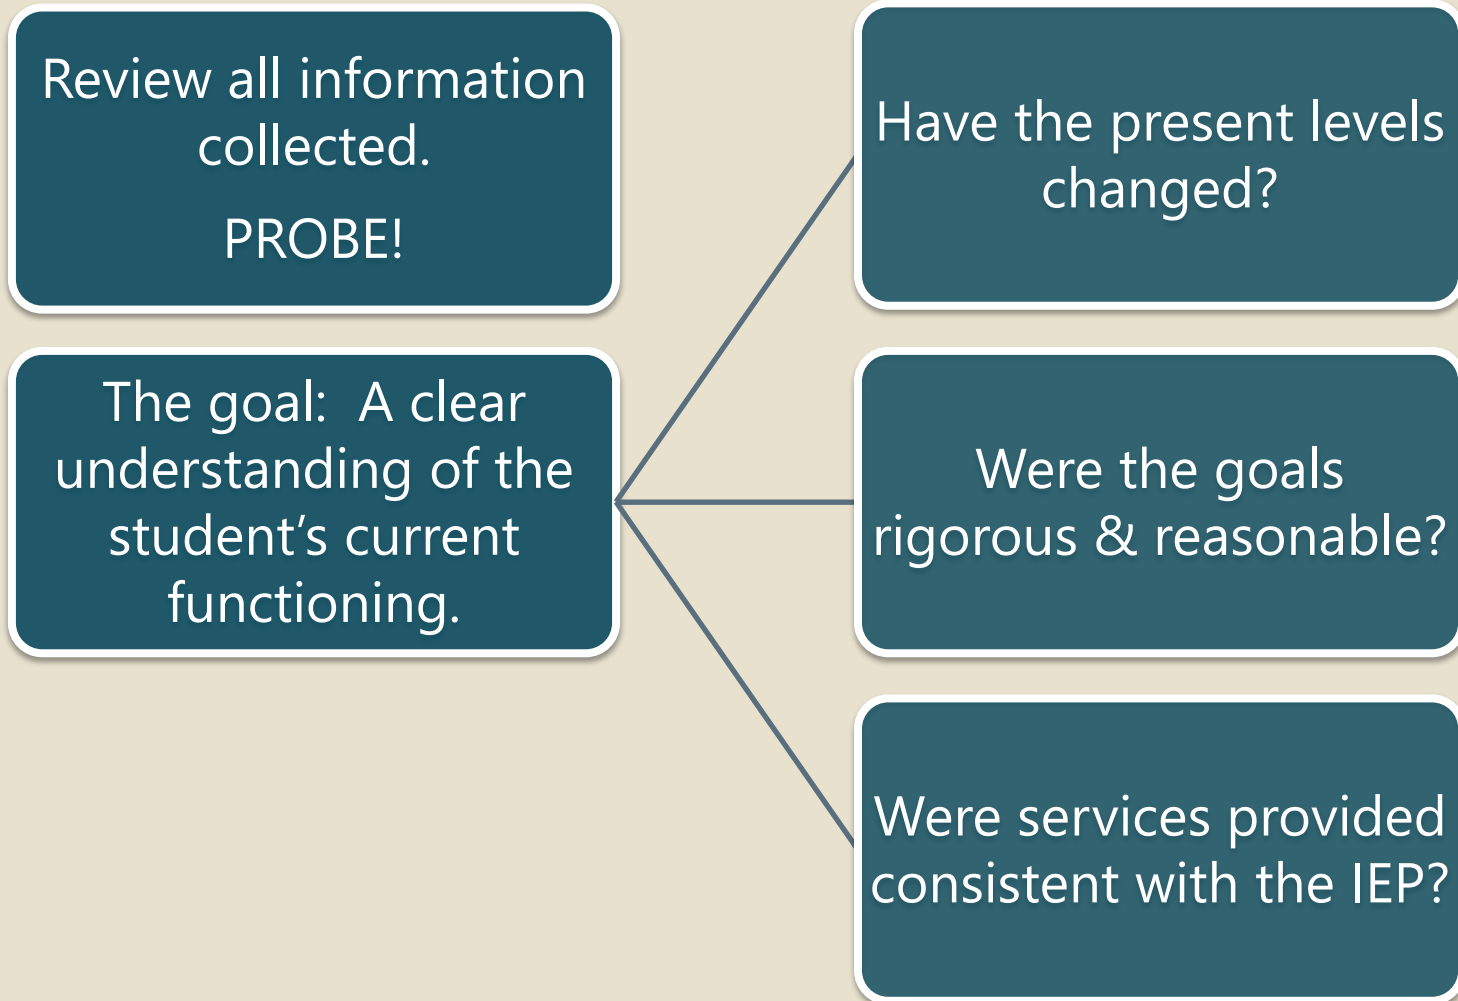 Review all information
collected.
PROBE!
The goal:  A clear
understanding of the
student’s current
functioning.
Have the present levels
changed?
Were the goals
rigorous & reasonable?
Were services provided
consistent with the IEP?